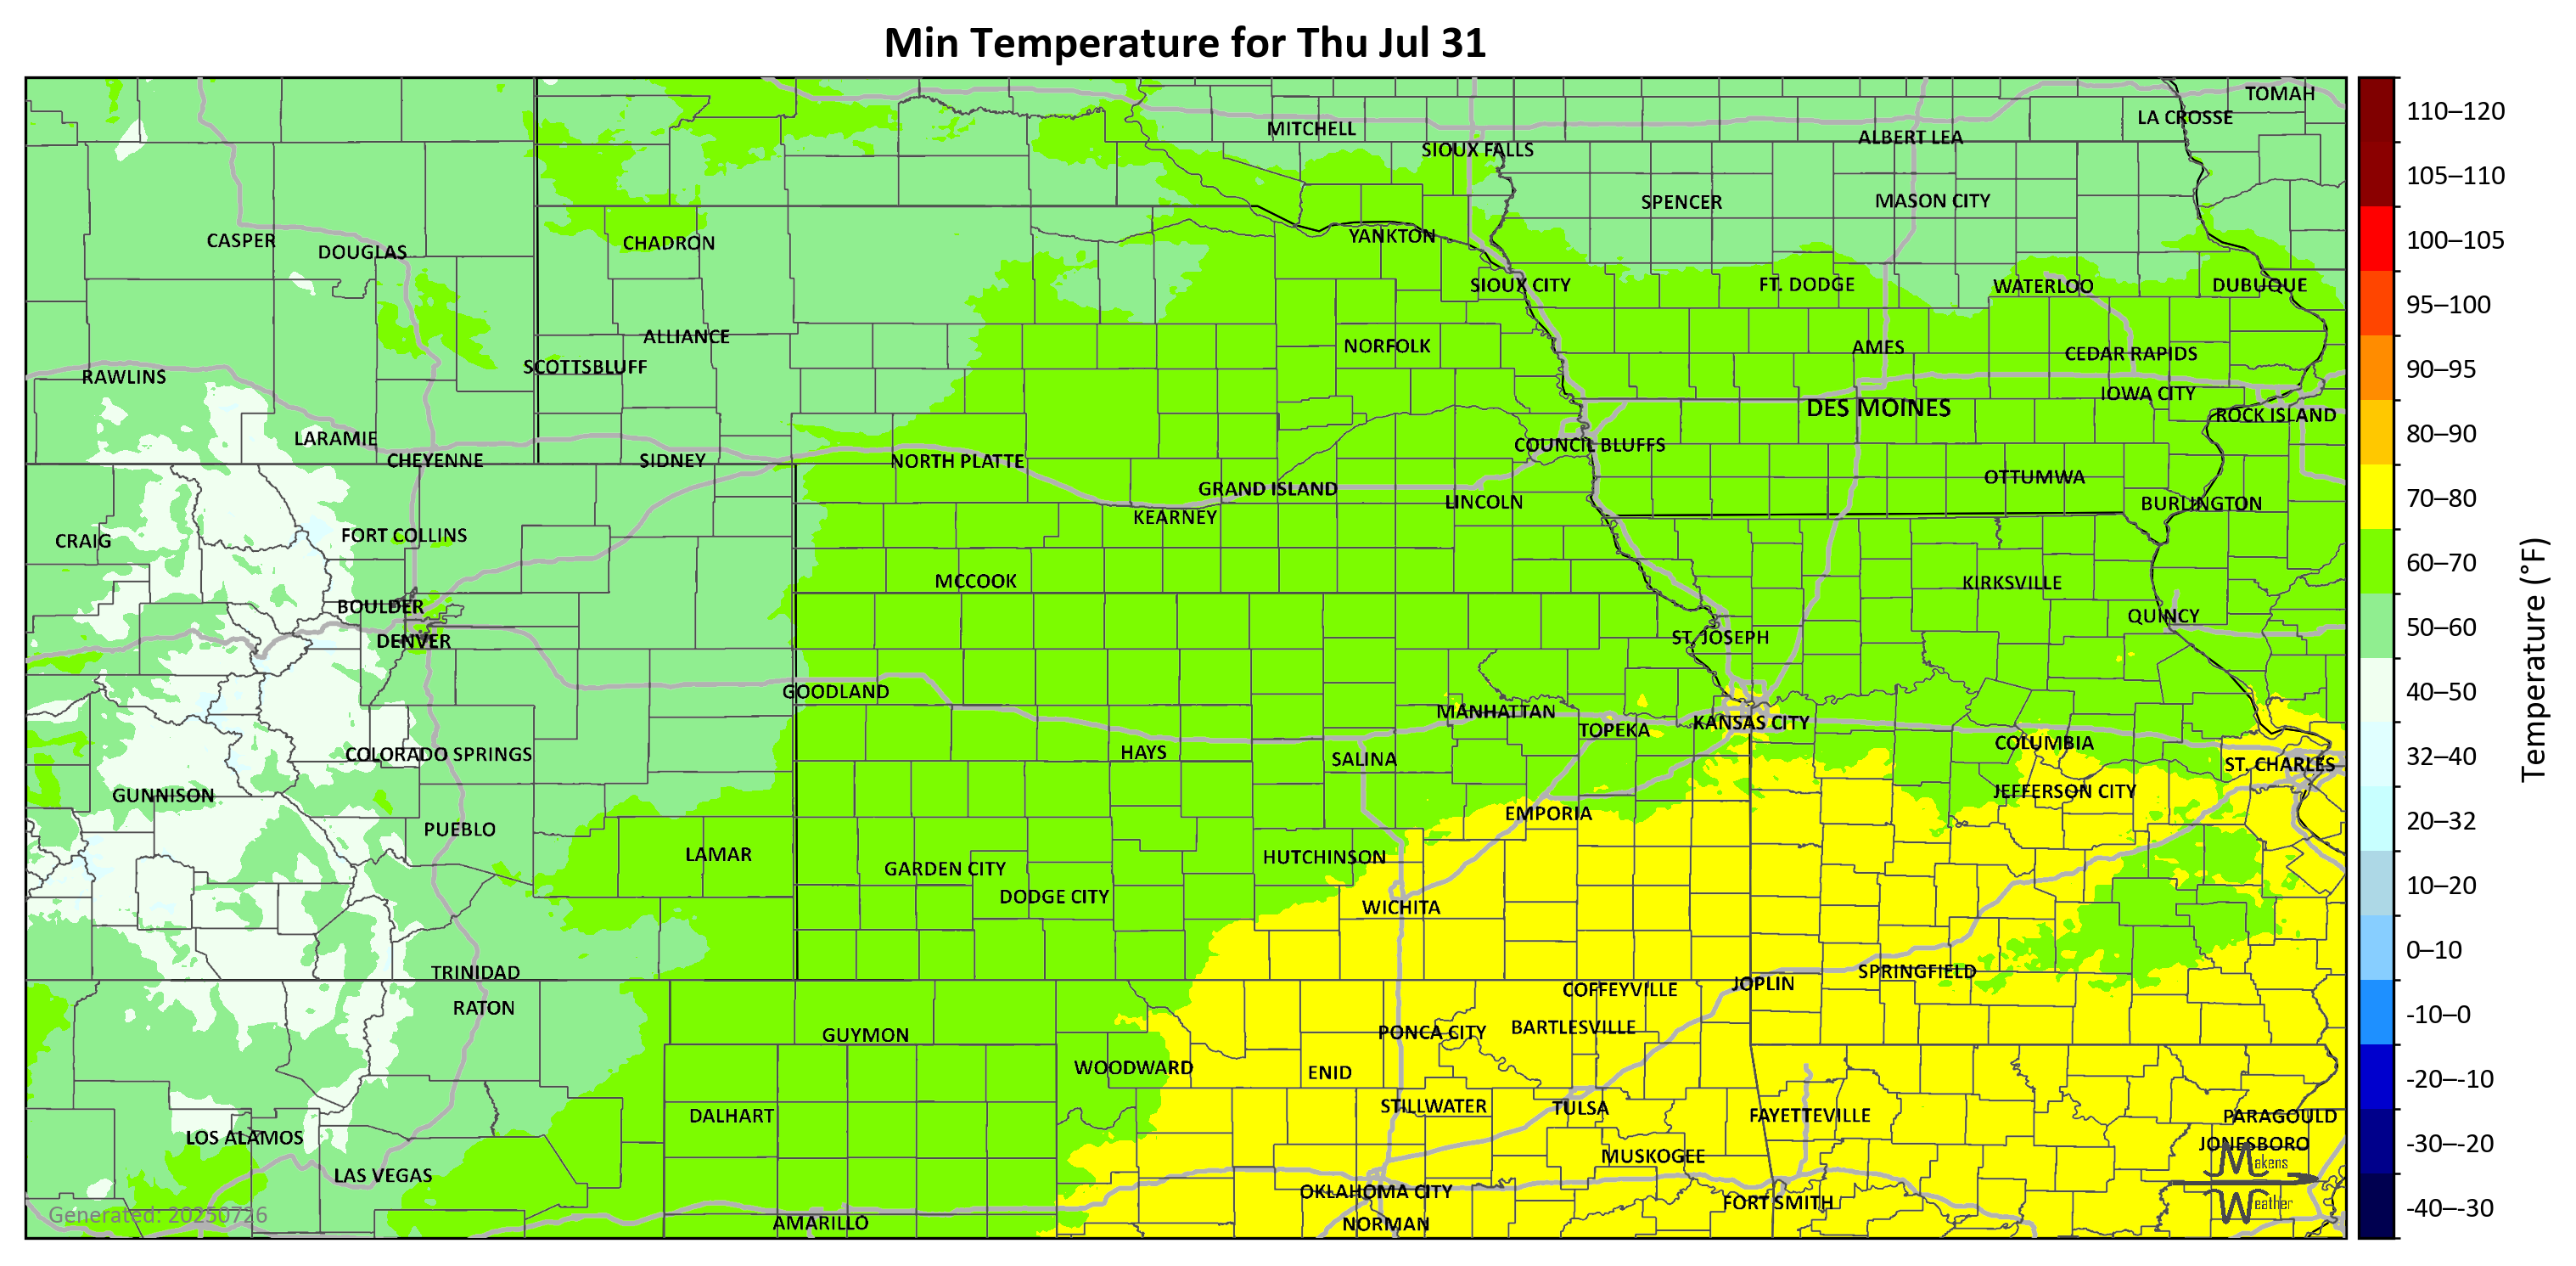 Min Temperature for Thu Jul 31
TOMAH
LA CROSSE
MITCHELL
ALBERT LEA
SIOUX FALLS
SPENCER
MASON CITY
CASPER
DOUGLAS
CHADRON
YANKTON
SIOUX CITY
FT. DODGE
WATERLOO
DUBUQUE
ALLIANCE
NORFOLK
AMES
CEDAR RAPIDS
SCOTTSBLUFF
RAWLINS
IOWA CITY
DES MOINES
ROCK ISLAND
LARAMIE
COUNCIL BLUFFS
CHEYENNE
SIDNEY
NORTH PLATTE
OTTUMWA
GRAND ISLAND
LINCOLN
BURLINGTON
KEARNEY
CRAIG
FORT COLLINS
MCCOOK
KIRKSVILLE
BOULDER
QUINCY
DENVER
ST. JOSEPH
GOODLAND
MANHATTAN
TOPEKA
KANSAS CITY
COLUMBIA
COLORADO SPRINGS
HAYS
SALINA
ST. CHARLES
GUNNISON
JEFFERSON CITY
EMPORIA
PUEBLO
LAMAR
HUTCHINSON
GARDEN CITY
DODGE CITY
WICHITA
TRINIDAD
SPRINGFIELD
JOPLIN
COFFEYVILLE
RATON
GUYMON
PONCA CITY
BARTLESVILLE
WOODWARD
ENID
DALHART
STILLWATER
TULSA
FAYETTEVILLE
PARAGOULD
LOS ALAMOS
JONESBORO
MUSKOGEE
LAS VEGAS
OKLAHOMA CITY
FORT SMITH
AMARILLO
NORMAN
Makens
Weather
Generated: 20250726
110–120
105–110
100–105
95–100
90–95
80–90
70–80
60–70
50–60
40–50
32–40
20–32
10–20
0–10
-10–0
-20–-10
-30–-20
-40–-30
Temperature (°F)